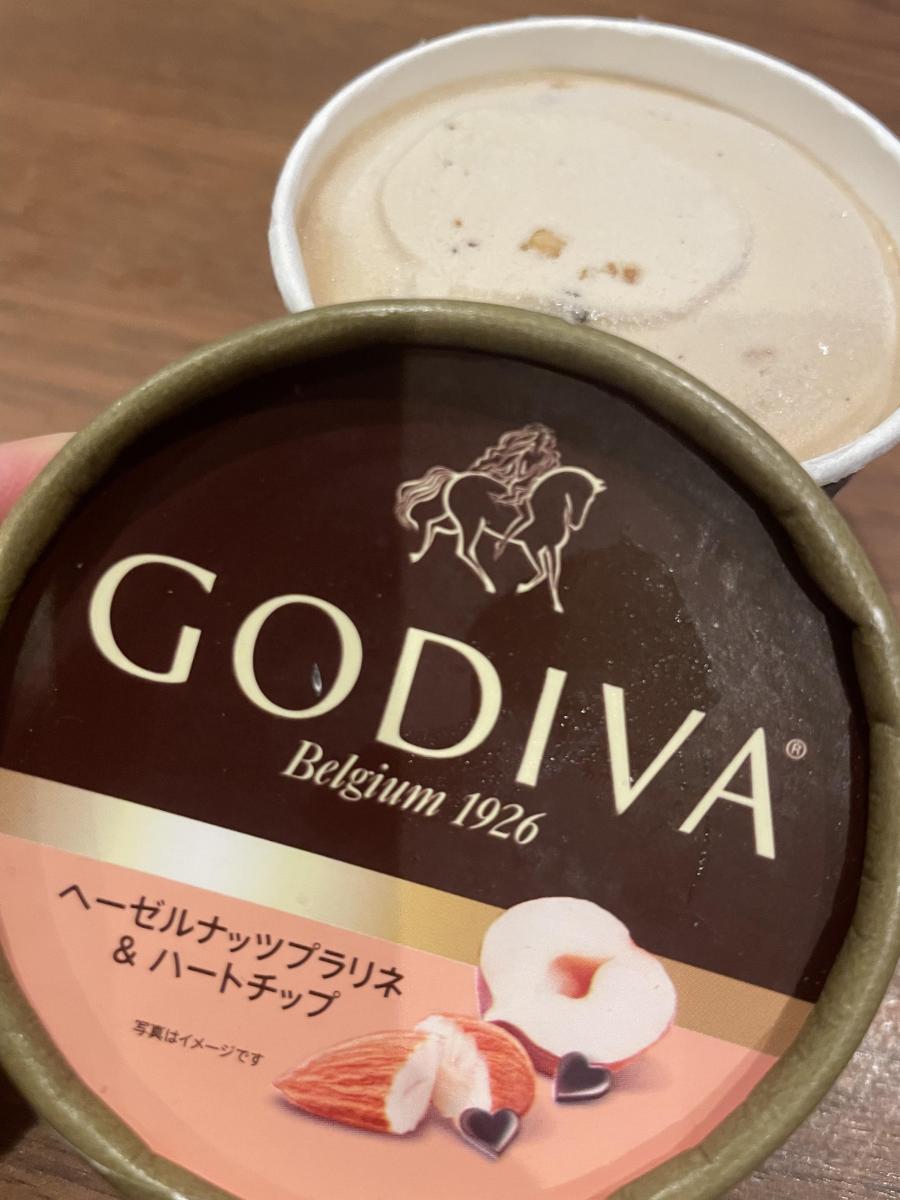 GODIVA®
Belgium 1926
ヘーゼルナッツプラリネ
& ハートチップ
写真はイメージです